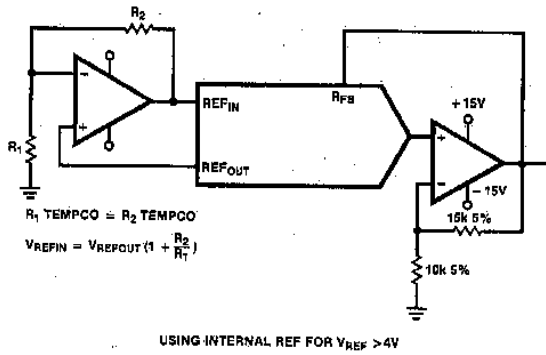 R2
REFIN
RFB
+15V
R1
REFOUT
−
+
+
−
−15V
15k 5%
R1 TEMPCO = R2 TEMPCO
VREFIN = VREFOUT (1 + R2/R1)
10k 5%
USING INTERNAL REF FOR VREF >4V